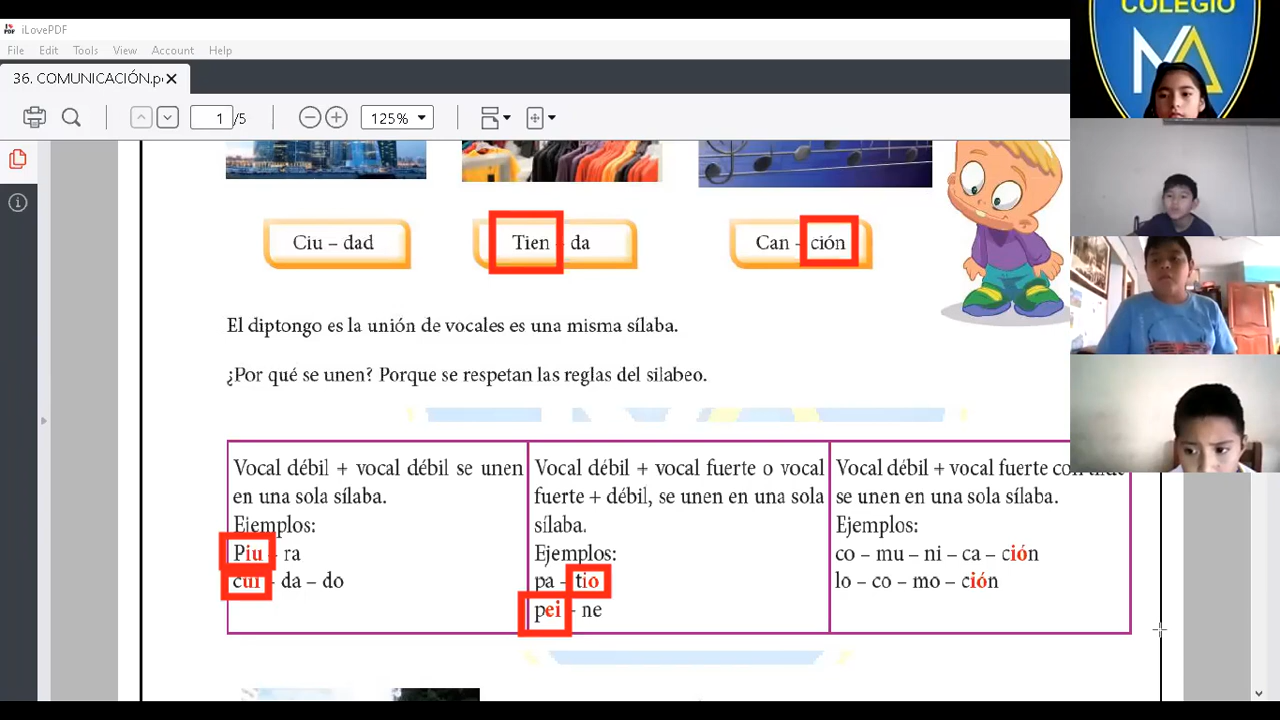 COLEGIO
iLovePDF
File Edit Tools View Account Help
36. COMUNICACIÓN.p
1 /5 125%
Ciu – dad Tien – da Can – ción
El diptongo es la unión de vocales es una misma sílaba.
¿Por qué se unen? Porque se respetan las reglas del silabeo.
Vocal débil + vocal débil se unen
en una sola sílaba.
Ejemplos:
Piu – ra
cui – da – do
Vocal débil + vocal fuerte o vocal
fuerte + débil, se unen en una sola
sílaba.
Ejemplos:
pa – tio
pei – ne
Vocal débil + vocal fuerte
se unen en una sola sílaba.
Ejemplos:
co – mu – ni – ca – ción
lo – co – mo – ción